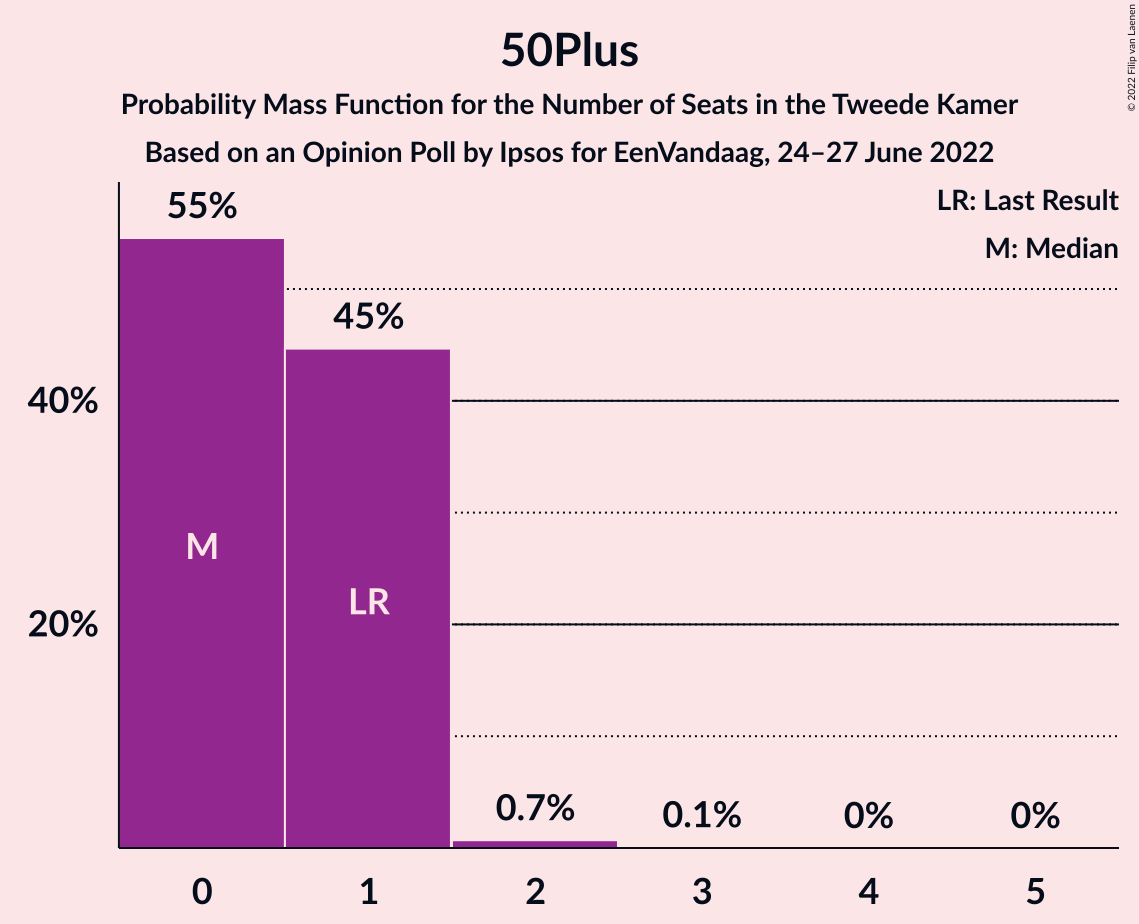 50Plus
Probability Mass Function for the Number of Seats in the Tweede Kamer
Based on an Opinion Poll by Ipsos for EenVandaag, 24–27 June 2022
© 2022 Filip van Laenen
LR: Last Result
M: Median
55%
45%
40%
M
LR
20%
0.7%
0.1%
0%
0%
0
1
2
3
4
5